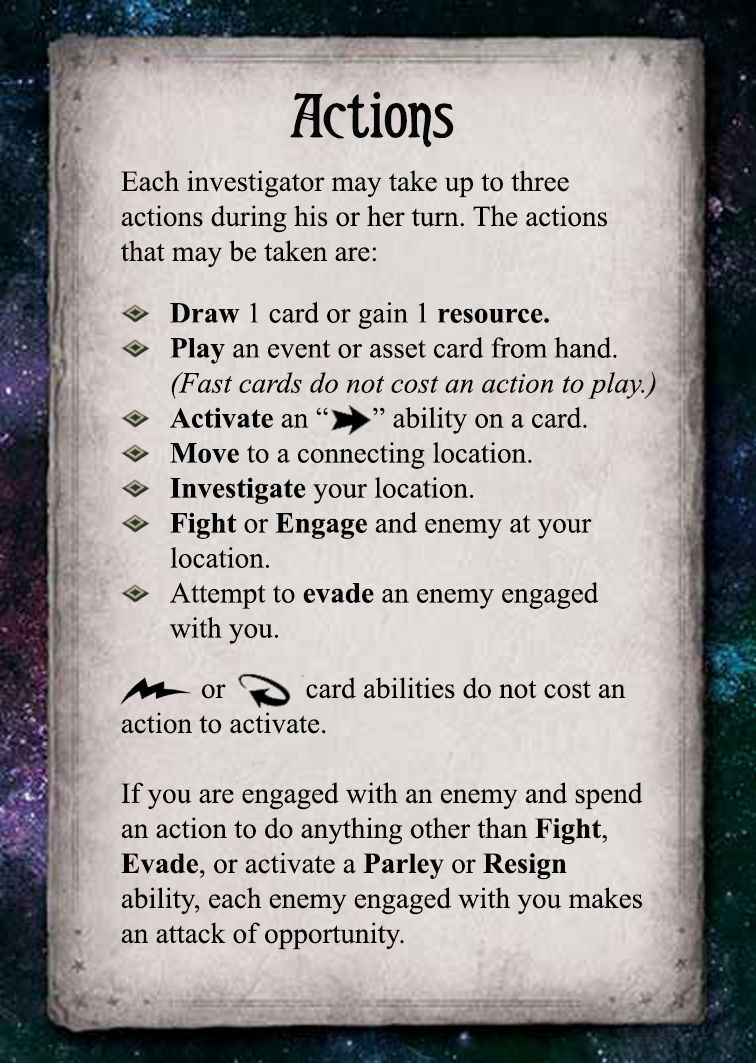 Actions
Each investigator may take up to three
actions during his or her turn. The actions
that may be taken are:
Draw 1 card or gain 1 resource.
Play an event or asset card from hand.
(Fast cards do not cost an action to play.)
Activate an “➡” ability on a card.
Move to a connecting location.
Investigate your location.
Fight or Engage and enemy at your
location.
Attempt to evade an enemy engaged
with you.
or card abilities do not cost an
action to activate.
If you are engaged with an enemy and spend
an action to do anything other than Fight,
Evade, or activate a Parley or Resign
ability, each enemy engaged with you makes
an attack of opportunity.